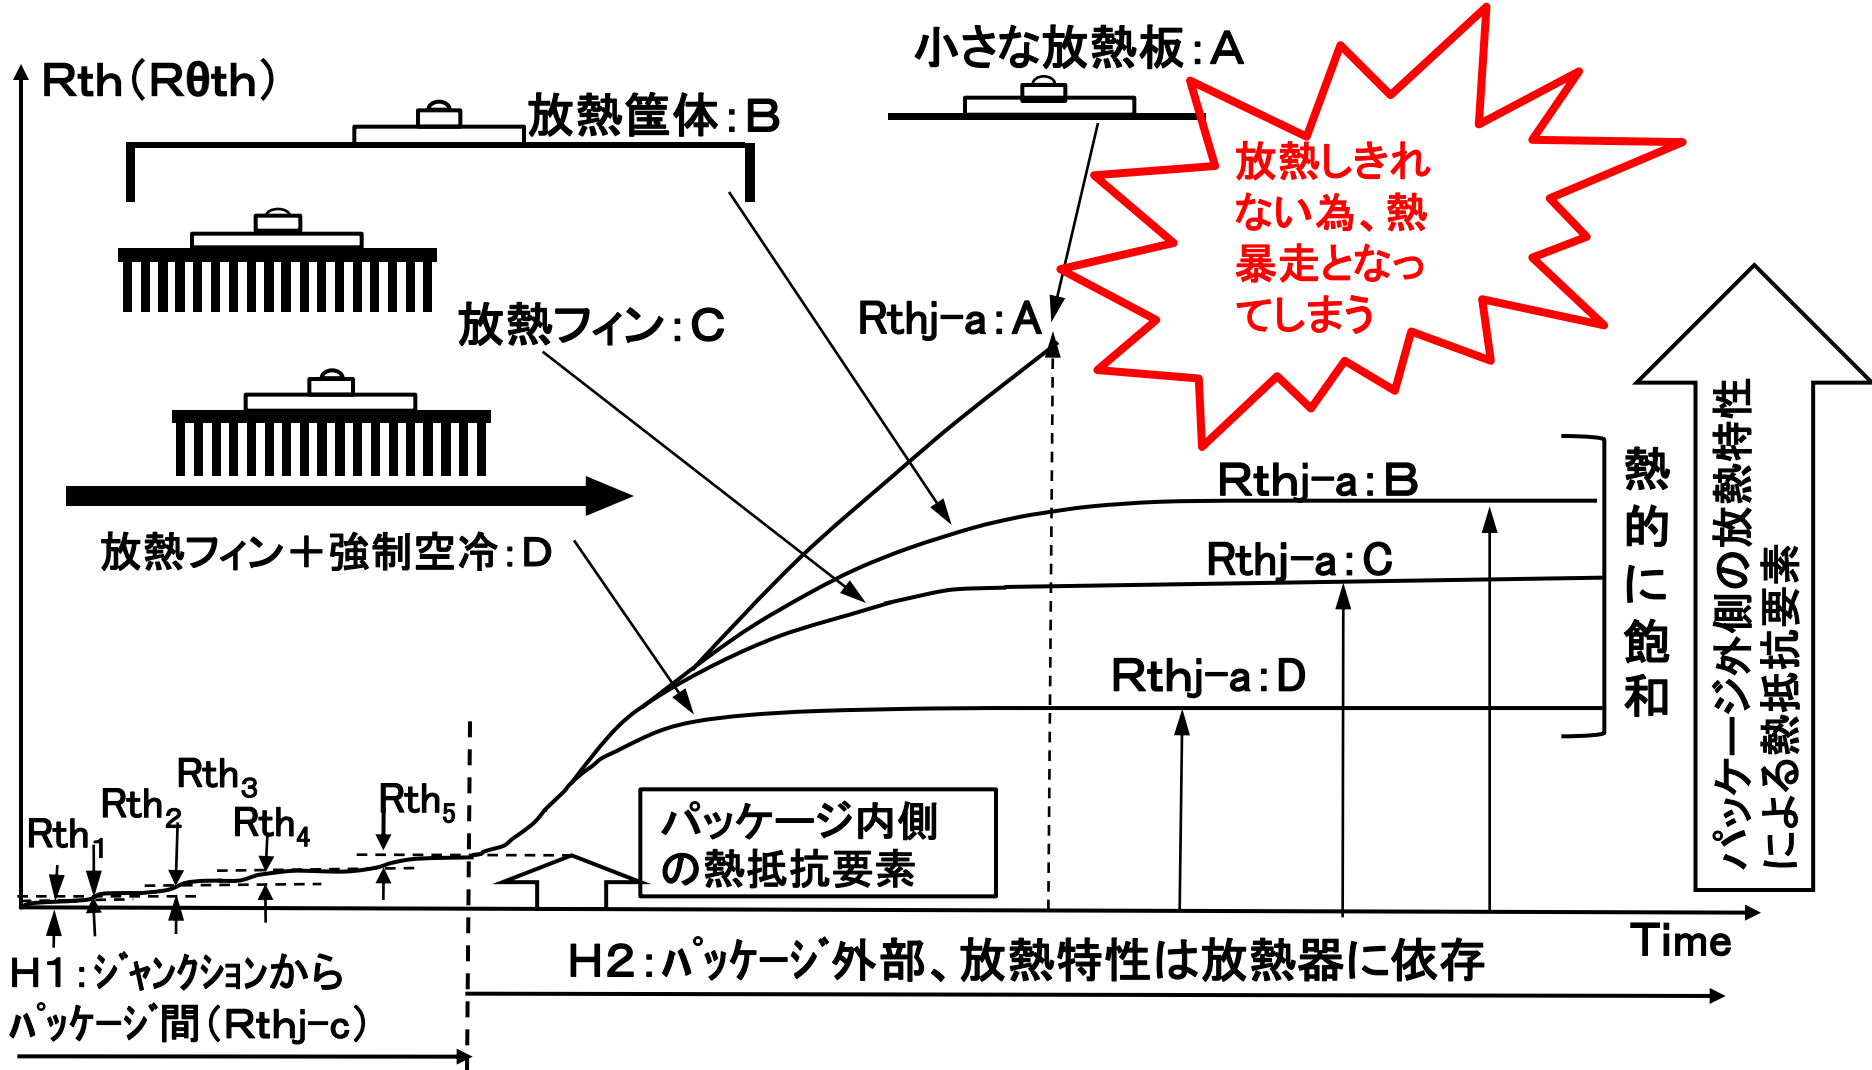 小さな放熱板：A
Rth（Rθth）
放熱筐体：B
放熱しきれ
ない為、熱
暴走となっ
てしまう
放熱フィン：C
Rthj-a：A
Rthj-a：B
熱的に飽和
パッケージ外側の放熱特性
による熱抵抗要素
放熱フィン＋強制空冷：D
Rthj-a：C
Rthj-a：D
Rth1
Rth2
Rth3
Rth4
Rth5
パッケージ内側
の熱抵抗要素
Time
H1：ジャンクションから
パッケージ間（Rthj-c）
H2：パッケージ外部、放熱特性は放熱器に依存